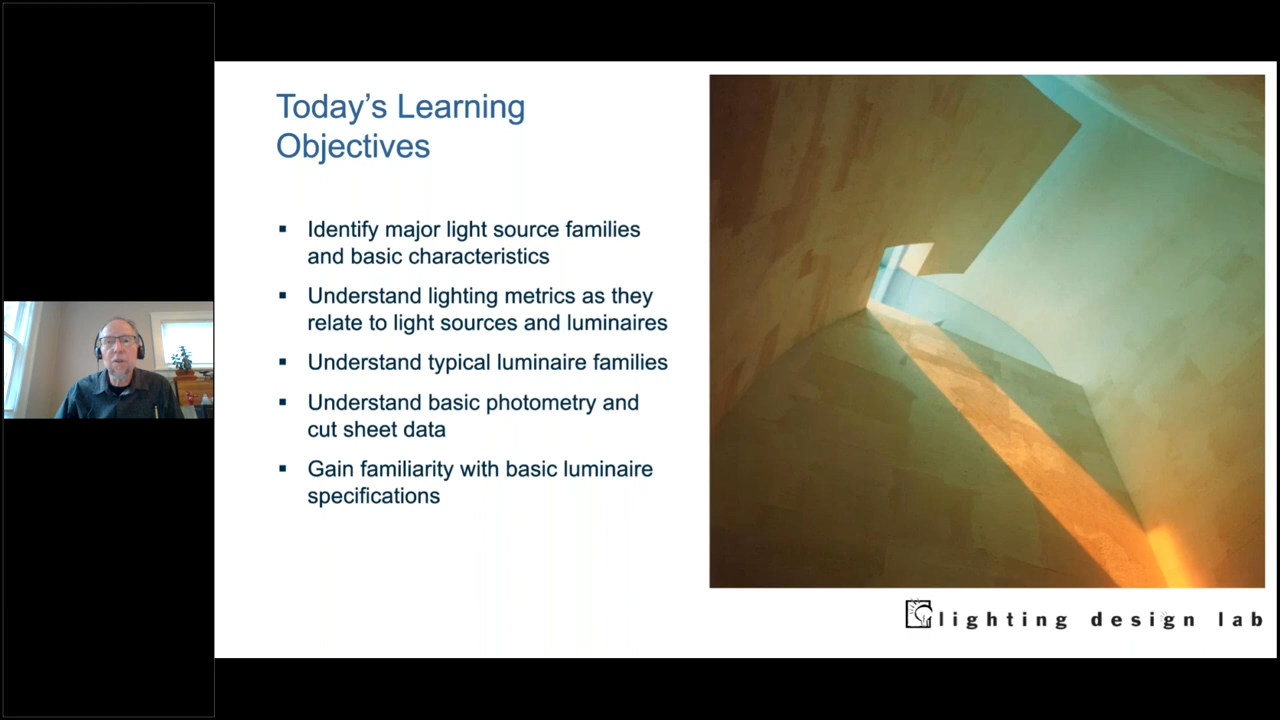 Today's Learning
Objectives
▪ Identify major light source families
and basic characteristics
▪ Understand lighting metrics as they
relate to light sources and luminaires
▪ Understand typical luminaire families
▪ Understand basic photometry and
cut sheet data
▪ Gain familiarity with basic luminaire
specifications
lighting design lab